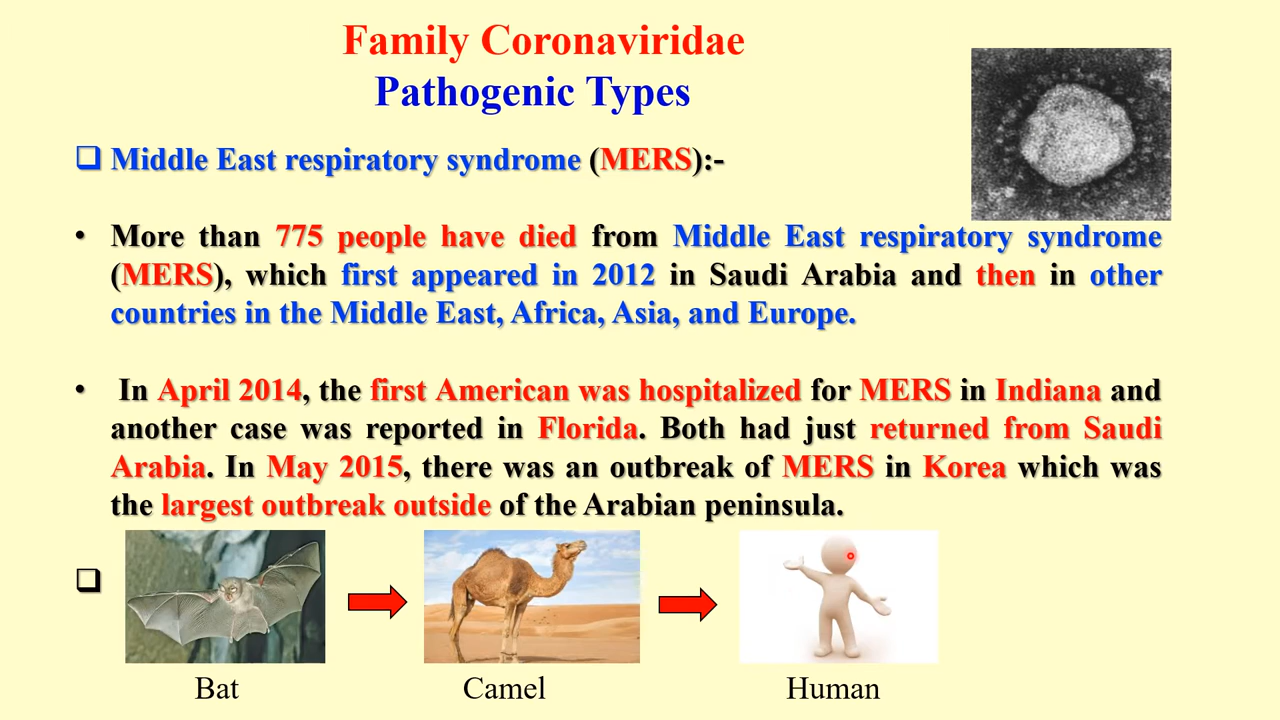 Family Coronaviridae
Pathogenic Types
❑ Middle East respiratory syndrome (MERS):-
• More than 775 people have died from Middle East respiratory syndrome
(MERS), which first appeared in 2012 in Saudi Arabia and then in other
countries in the Middle East, Africa, Asia, and Europe.
• In April 2014, the first American was hospitalized for MERS in Indiana and
another case was reported in Florida. Both had just returned from Saudi
Arabia. In May 2015, there was an outbreak of MERS in Korea which was
the largest outbreak outside of the Arabian peninsula.
❑
Bat Camel Human